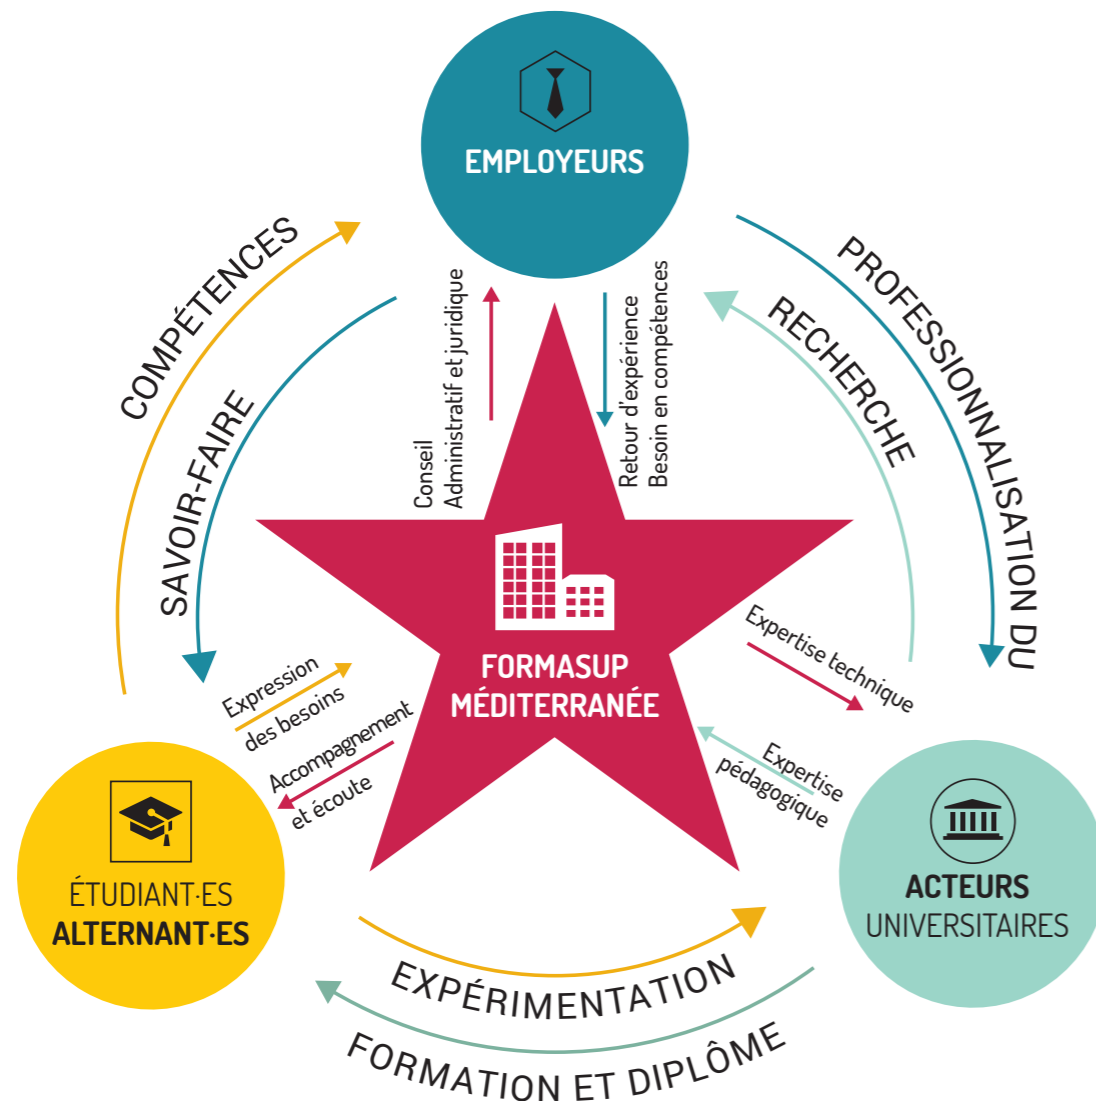 EMPLOYEURS
COMPÉTENCES
SAVOIR-FAIRE
PROFESSIONNALISATION DU
RECHERCHE
Conseil
Administratif et juridique
Retour d'expérience
Besoin en compétences
FORMASUP
MÉDITERRANÉE
Expression
des besoins
Accompagnement
et écoute
Expertise technique
Expertise
pédagogique
ÉTUDIANT·ES
ALTERNANT·ES
ACTEURS
UNIVERSITAIRES
EXPÉRIMENTATION
FORMATION ET DIPLÔME